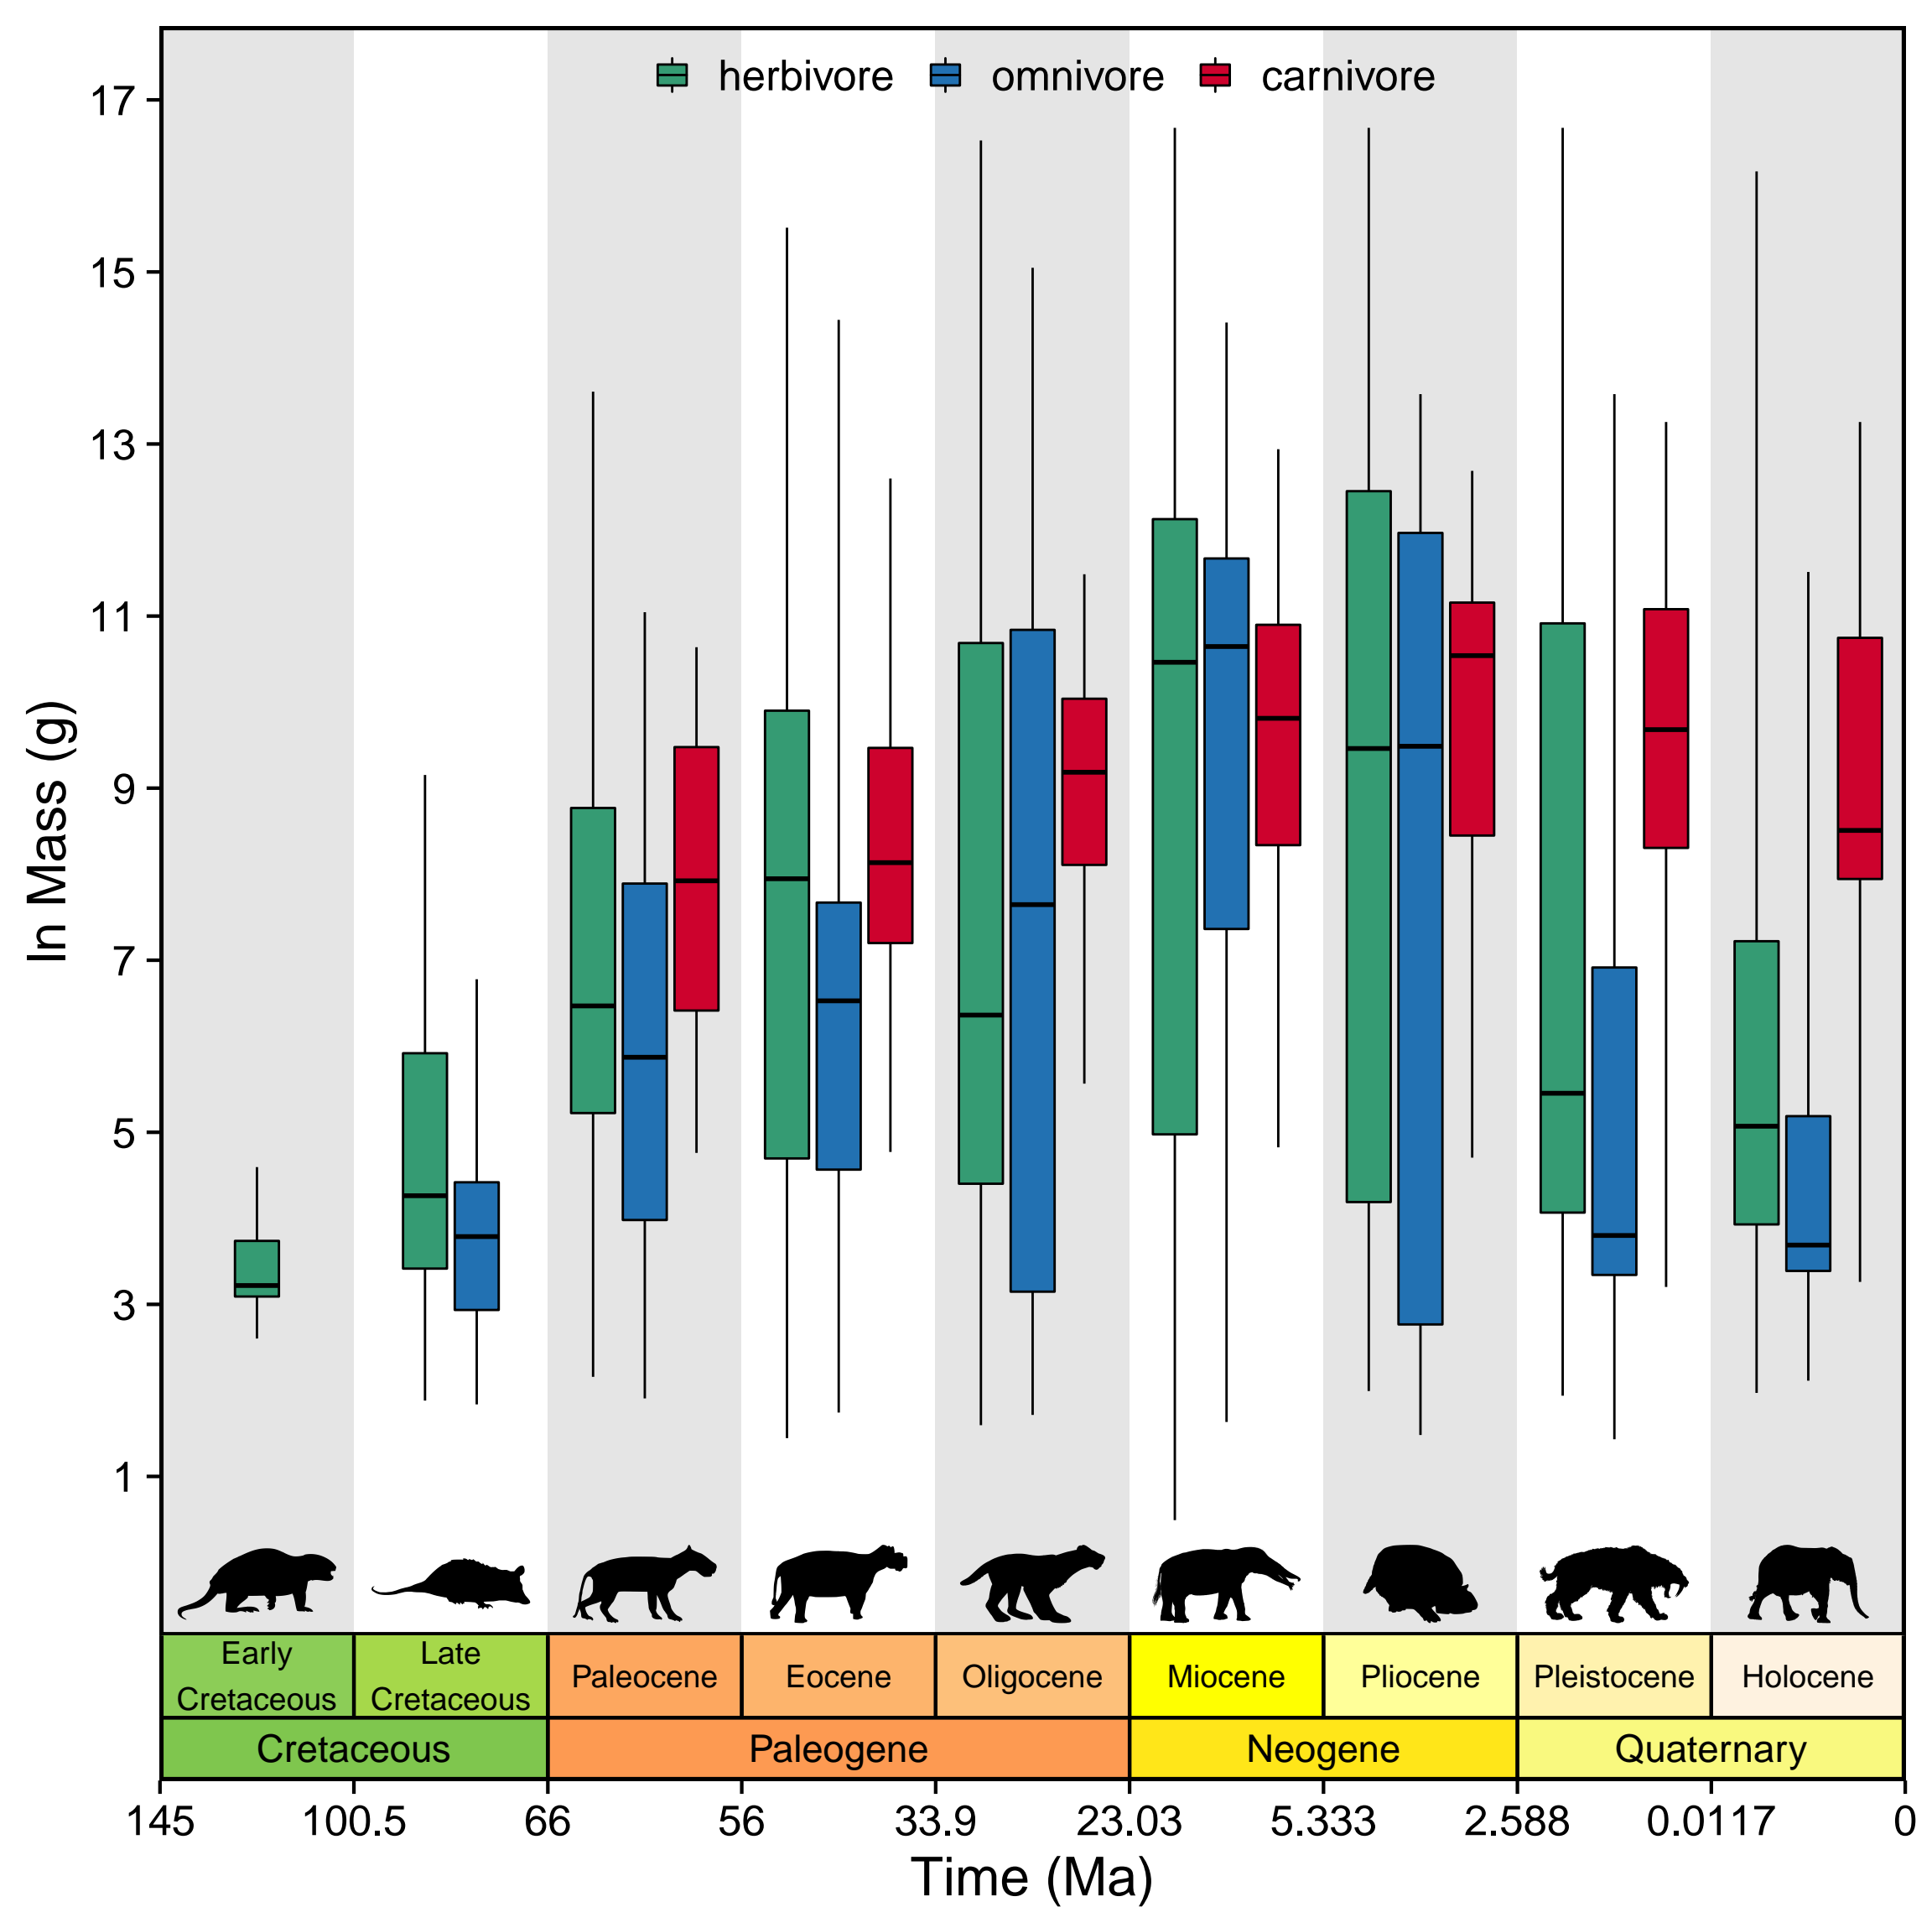 herbivore omnivore carnivore
17
15
13
11
9
7
5
3
1
ln Mass (g)
Early Cretaceous
Late Cretaceous
Paleocene
Eocene
Oligocene
Miocene
Pliocene
Pleistocene
Holocene
Cretaceous Paleogene Neogene Quaternary
145 100.5 66 56 33.9 23.03 5.333 2.588 0.0117 0
Time (Ma)